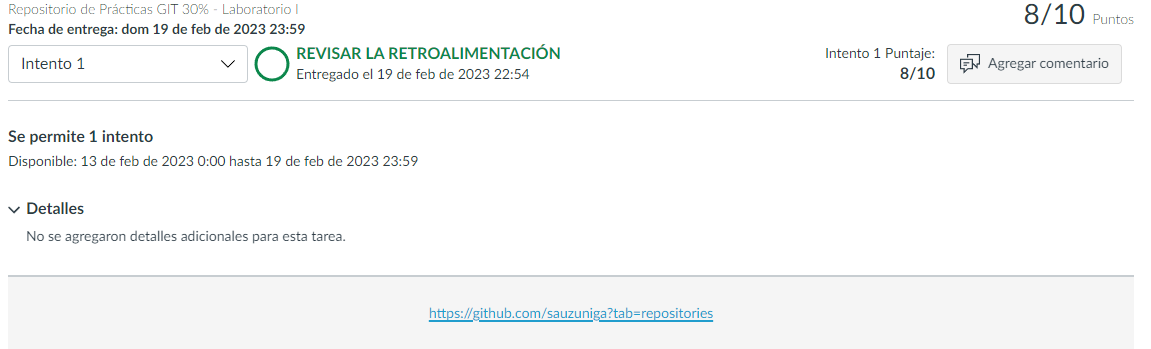 Repositorio de Prácticas GIT 30% - Laboratorio I
8/10 Puntos
Fecha de entrega: dom 19 de feb de 2023 23:59
Intento 1
REVISAR LA RETROALIMENTACIÓN
Entregado el 19 de feb de 2023 22:54
Intento 1 Puntaje:
8/10
Agregar comentario
Se permite 1 intento
Disponible: 13 de feb de 2023 0:00 hasta 19 de feb de 2023 23:59
Detalles
No se agregaron detalles adicionales para esta tarea.
https://github.com/sauzuniga?tab=repositories